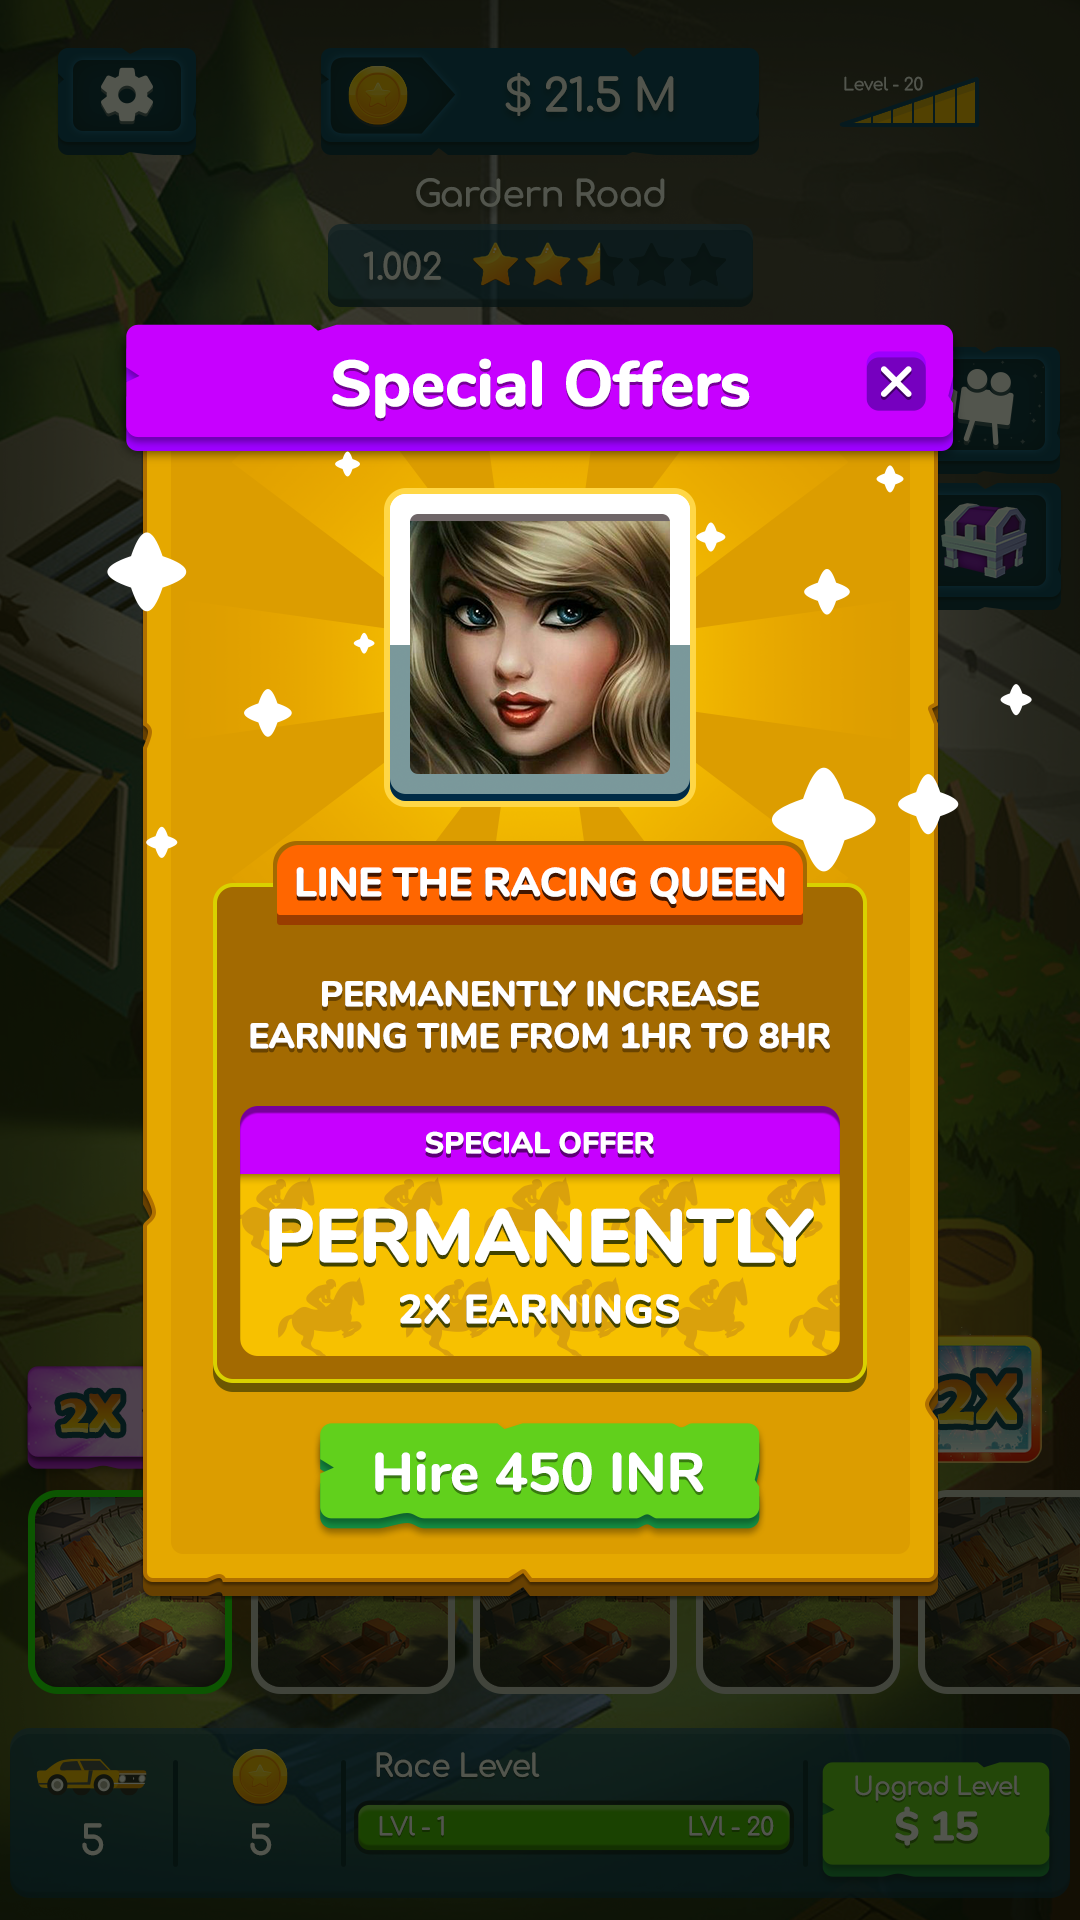 $ 21.5 M
Level - 20
Gardern Road
1.002
Special Offers
LINE THE RACING QUEEN
PERMANENTLY INCREASE
EARNING TIME FROM 1HR TO 8HR
SPECIAL OFFER
PERMANENTLY
2X EARNINGS
2X
2X
Hire 450 INR
Race Level
Upgrad Level
LVl - 1
LVl - 20
$ 15
5
5